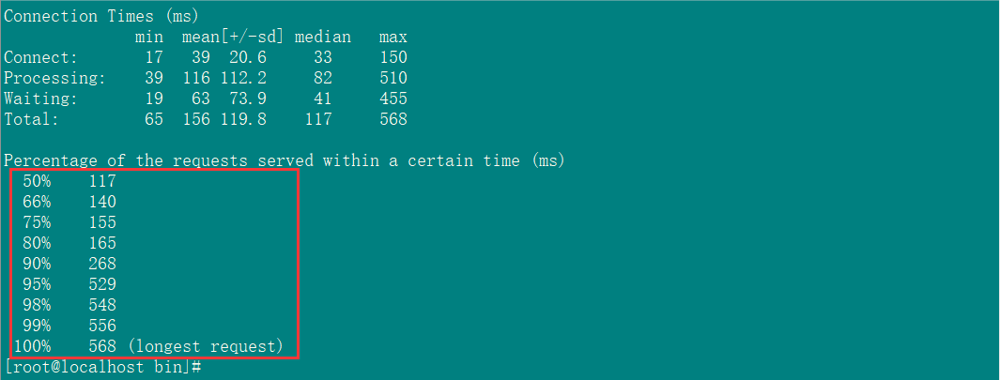 Connection Times (ms)
              min  mean[+/-sd] median   max
Connect:       17   39  20.6     33     150
Processing:    39  116 112.2     82     510
Waiting:       19   63  73.9     41     455
Total:         65  156 119.8    117     568
Percentage of the requests served within a certain time (ms)
  50%    117
  66%    140
  75%    155
  80%    165
  90%    268
  95%    529
  98%    548
  99%    556
 100%    568 (longest request)
[root@localhost bin]#